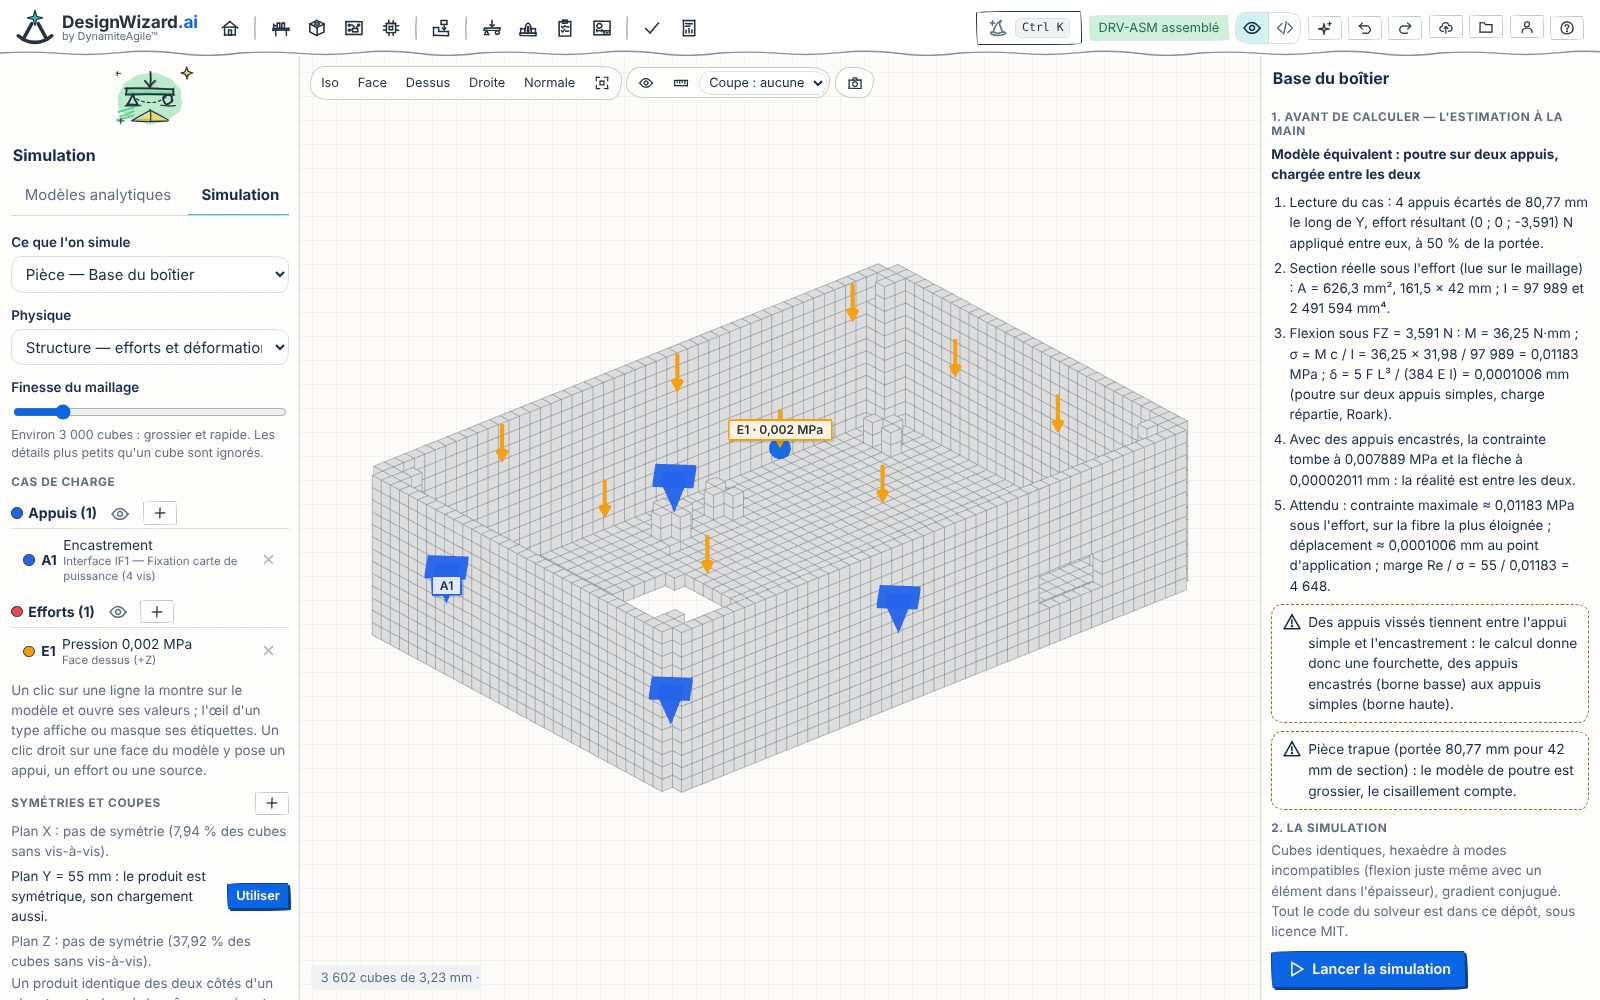 DesignWizard.ai
by DynamiteAgile™
Ctrl K
DRV-ASM assemblé
Simulation
Modèles analytiques
Simulation
Ce que l'on simule
Pièce — Base du boîtier
Physique
Structure — efforts et déformation
Finesse du maillage
Environ 3 000 cubes : grossier et rapide. Les
détails plus petits qu'un cube sont ignorés.
CAS DE CHARGE
Appuis (1)
A1
Encastrement
Interface IF1 — Fixation carte de
puissance (4 vis)
Efforts (1)
E1
Pression 0,002 MPa
Face dessus (+Z)
Un clic sur une ligne la montre sur le
modèle et ouvre ses valeurs ; l'œil d'un
type affiche ou masque ses étiquettes. Un
clic droit sur une face du modèle y pose un
appui, un effort ou une source.
SYMÉTRIES ET COUPES
Plan X : pas de symétrie (7,94 % des cubes
sans vis-à-vis).
Plan Y = 55 mm : le produit est
symétrique, son chargement
aussi.
Utiliser
Plan Z : pas de symétrie (37,92 % des
cubes sans vis-à-vis).
Un produit identique des deux côtés d'un
Iso
Face
Dessus
Droite
Normale
Coupe : aucune
E1 · 0,002 MPa
A1
3 602 cubes de 3,23 mm ·
Base du boîtier
1. AVANT DE CALCULER — L'ESTIMATION À LA
MAIN
Modèle équivalent : poutre sur deux appuis,
chargée entre les deux
1. Lecture du cas : 4 appuis écartés de 80,77 mm
le long de Y, effort résultant (0 ; 0 ; -3,591) N
appliqué entre eux, à 50 % de la portée.
2. Section réelle sous l'effort (lue sur le maillage)
: A = 626,3 mm², 161,5 × 42 mm ; I = 97 989 et
2 491 594 mm⁴.
3. Flexion sous FZ = 3,591 N : M = 36,25 N·mm ;
σ = M c / I = 36,25 × 31,98 / 97 989 = 0,01183
MPa ; δ = 5 F L³ / (384 E I) = 0,0001006 mm
(poutre sur deux appuis simples, charge
répartie, Roark).
4. Avec des appuis encastrés, la contrainte
tombe à 0,007889 MPa et la flèche à
0,00002011 mm : la réalité est entre les deux.
5. Attendu : contrainte maximale ≈ 0,01183 MPa
sous l'effort, sur la fibre la plus éloignée ;
déplacement ≈ 0,0001006 mm au point
d'application ; marge Re / σ = 55 / 0,01183 =
4 648.
Des appuis vissés tiennent entre l'appui
simple et l'encastrement : le calcul donne
donc une fourchette, des appuis
encastrés (borne basse) aux appuis
simples (borne haute).
Pièce trapue (portée 80,77 mm pour 42
mm de section) : le modèle de poutre est
grossier, le cisaillement compte.
2. LA SIMULATION
Cubes identiques, hexaèdre à modes
incompatibles (flexion juste même avec un
élément dans l'épaisseur), gradient conjugué.
Tout le code du solveur est dans ce dépôt, sous
licence MIT.
Lancer la simulation